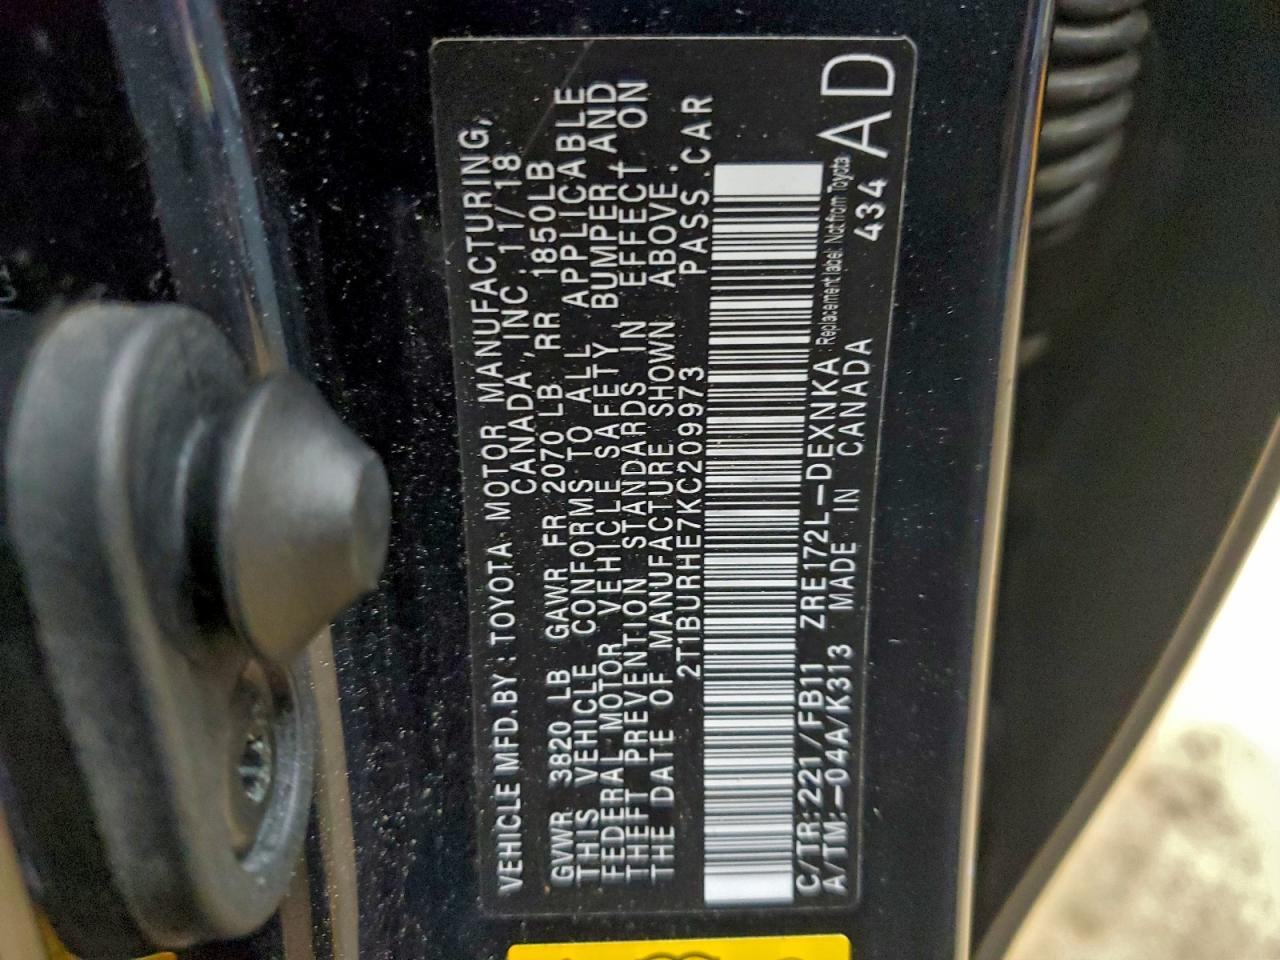 VEHICLE MFD.BY: TOYOTA MOTOR MANUFACTURING,
CANADA, INC. 11/18
GVWR 3820 LB GAWR FR 2070LB RR 1850LB
THIS VEHICLE CONFORMS TO ALL APPLICABLE
FEDERAL MOTOR VEHICLE SAFETY, BUMPER AND
THEFT PREVENTION STANDARDS IN EFFECT ON
THE DATE OF MANUFACTURE SHOWN ABOVE.
2T1BURHE7KC209973 PASS.CAR
C/TR:221/FB11 ZRE172L-DEXNKA Replacement label. Not from Toyota
A/TM:-04A/K313 MADE IN CANADA 434 AD